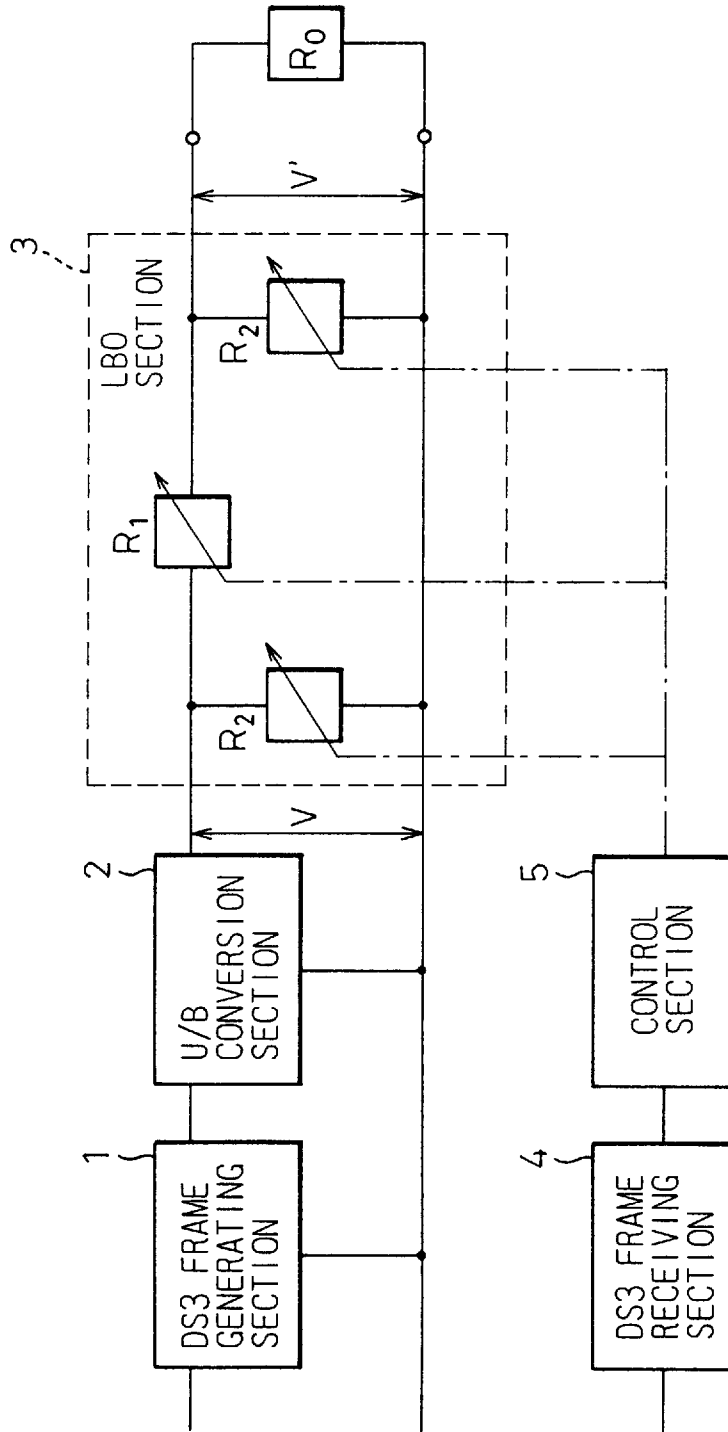 1
DS3 FRAME
GENERATING
SECTION
2
U/B
CONVERSION
SECTION
V
3
LBO
SECTION
R2
R1
R2
V'
R0
4
DS3 FRAME
RECEIVING
SECTION
5
CONTROL
SECTION